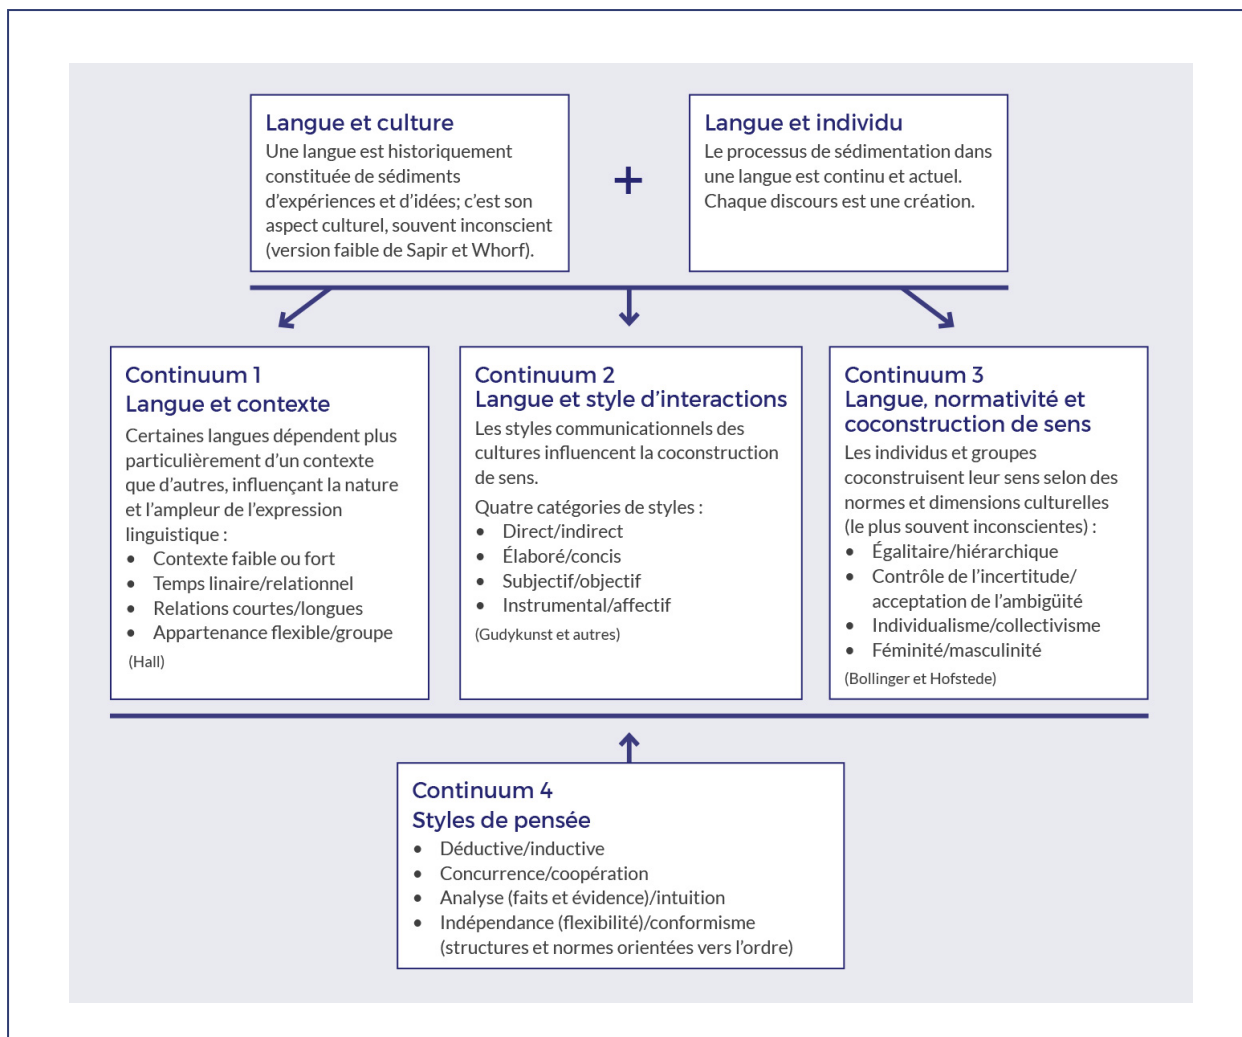 Langue et culture
Une langue est historiquement
constituée de sédiments
d'expériences et d'idées; c'est son
aspect culturel, souvent inconscient
(version faible de Sapir et Whorf).
+
Langue et individu
Le processus de sédimentation dans
une langue est continu et actuel.
Chaque discours est une création.
Continuum 1
Langue et contexte
Certaines langues dépendent plus
particulièrement d'un contexte
que d'autres, influençant la nature
et l'ampleur de l'expression
linguistique :
• Contexte faible ou fort
• Temps linaire/relationnel
• Relations courtes/longues
• Appartenance flexible/groupe
(Hall)
Continuum 2
Langue et style d'interactions
Les styles communicationnels des
cultures influencent la coconstruction
de sens.
Quatre catégories de styles :
• Direct/indirect
• Élaboré/concis
• Subjectif/objectif
• Instrumental/affectif
(Gudykunst et autres)
Continuum 3
Langue, normativité et
coconstruction de sens
Les individus et groupes
coconstruisent leur sens selon des
normes et dimensions culturelles
(le plus souvent inconscientes) :
• Égalitaire/hiérarchique
• Contrôle de l'incertitude/
acceptation de l'ambigüité
• Individualisme/collectivisme
• Féminité/masculinité
(Bollinger et Hofstede)
Continuum 4
Styles de pensée
• Déductive/inductive
• Concurrence/coopération
• Analyse (faits et évidence)/intuition
• Indépendance (flexibilité)/conformisme
(structures et normes orientées vers l'ordre)